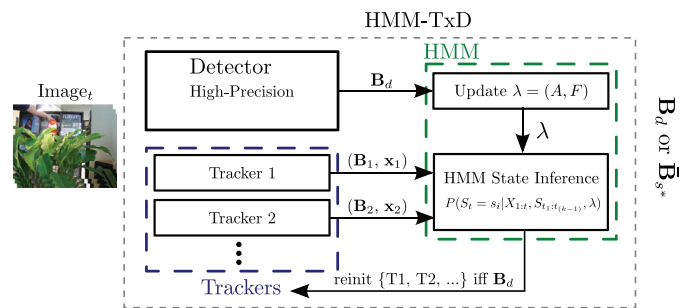 HMM-TxD
Image_t
Detector
High-Precision
B_d
HMM
Update λ = (A, F)
λ
Tracker 1
(B_1, x_1)
Tracker 2
(B_2, x_2)
HMM State Inference
P(S_t = s_i|X_{1:t}, S_{t_1:t_{(k-1)}}, λ)
Trackers
reinit {T1, T2, ...} iff B_d
B_d or B̄_{s*}